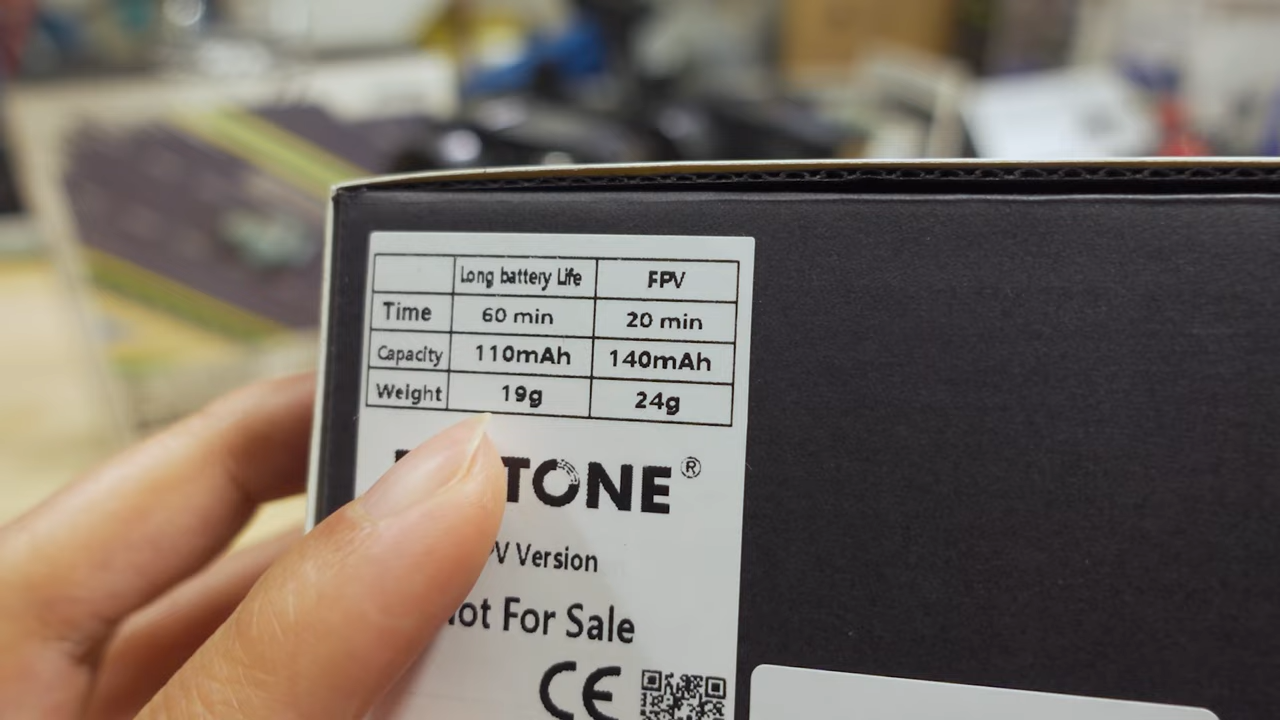 Long battery Life FPV
Time 60 min 20 min
Capacity 110mAh 140mAh
Weight 19g 24g
TONE®
V Version
ot For Sale
CE